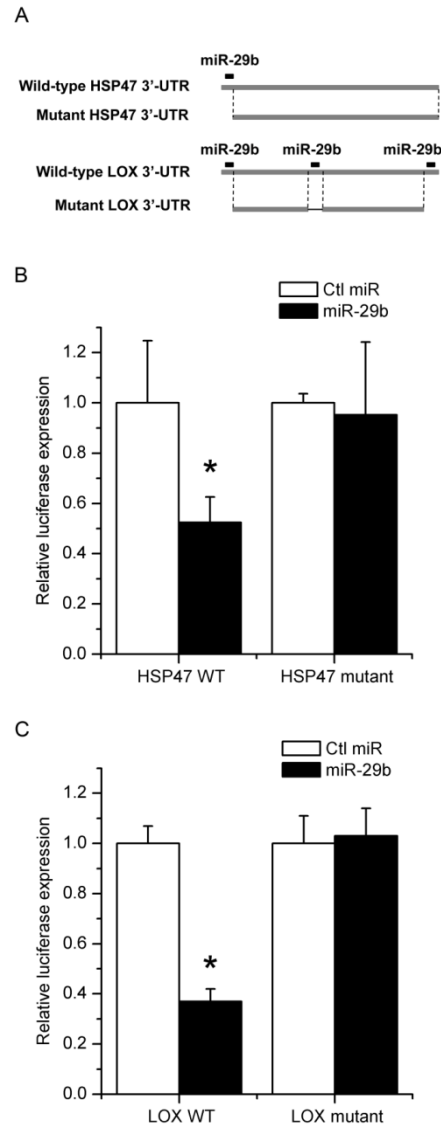 A
miR-29b
Wild-type HSP47 3'-UTR
Mutant HSP47 3'-UTR
miR-29b miR-29b miR-29b
Wild-type LOX 3'-UTR
Mutant LOX 3'-UTR
B
Ctl miR
miR-29b
Relative luciferase expression
1.2
1.0
0.8
0.6
0.4
0.2
0.0
*
HSP47 WT HSP47 mutant
C
Ctl miR
miR-29b
Relative luciferase expression
1.2
1.0
0.8
0.6
0.4
0.2
0.0
*
LOX WT LOX mutant